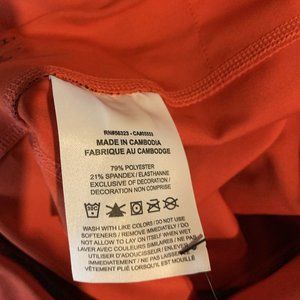 RN#56323 - CA#05553
MADE IN CAMBODIA
FABRIQUE AU CAMBODGE
79% POLYESTER
21% SPANDEX / ELASTHANNE
EXCLUSIVE OF DECORATION /
DECORATION NON COMPRISE
WASH WITH LIKE COLORS / DO NOT USE
SOFTENERS / REMOVE IMMEDIATELY / DO
NOT ALLOW TO LAY ON ITSELF WHEN WET
LAVER AVEC COULEURS SIMILAIRES / NE PAS
UTILISER D'ADOUCISSEUR / ENLEVER
IMMEDIATEMENT / NE PAS PLIER LE
VÊTEMENT PLIÉ LORSQU'IL EST MOUILLÉ